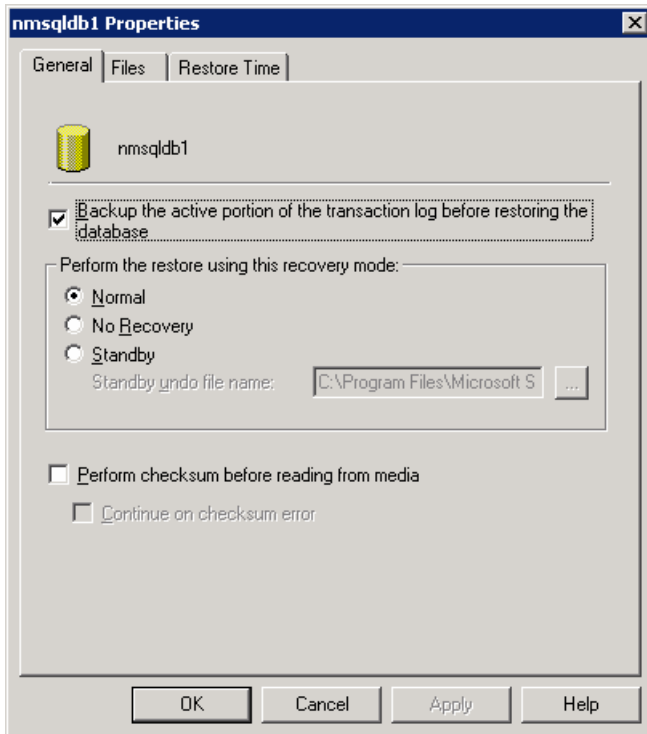 nmsqldb1 Properties
General
Files
Restore Time
nmsqldb1
Backup the active portion of the transaction log before restoring the
database
Perform the restore using this recovery mode:
Normal
No Recovery
Standby
Standby undo file name:
C:\Program Files\Microsoft S
...
Perform checksum before reading from media
Continue on checksum error
OK
Cancel
Apply
Help